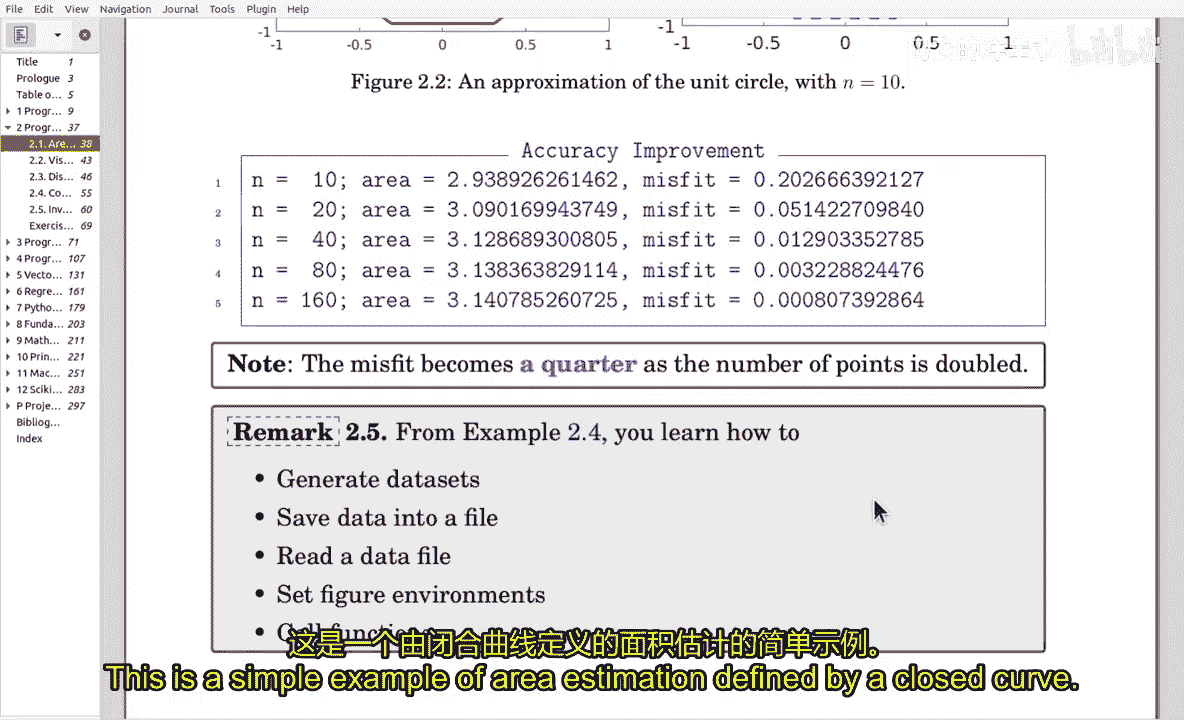 File Edit View Navigation Journal Tools Plugin Help
Title 1
Prologue 3
Table o... 5
1 Progr... 9
2 Progr... 37
2.1. Are... 38
2.2. Vis... 43
2.3. Dis... 46
2.4. Co... 55
2.5. Inv... 60
Exercis... 69
3 Progr... 71
4 Progr... 107
5 Vecto... 131
6 Regre... 161
7 Pytho... 179
8 Funda... 203
9 Math... 211
10 Prin... 221
11 Mac... 251
12 Sciki... 283
P Proje... 297
Bibliog...
Index
-1
-1 -0.5 0 0.5 1
-1
-1 -0.5 0 0.5 1
Figure 2.2: An approximation of the unit circle, with n = 10.
Accuracy Improvement
1 n = 10; area = 2.938926261462, misfit = 0.202666392127
2 n = 20; area = 3.090169943749, misfit = 0.051422709840
3 n = 40; area = 3.128689300805, misfit = 0.012903352785
4 n = 80; area = 3.138363829114, misfit = 0.003228824476
5 n = 160; area = 3.140785260725, misfit = 0.000807392864
Note: The misfit becomes a quarter as the number of points is doubled.
Remark 2.5. From Example 2.4, you learn how to
• Generate datasets
• Save data into a file
• Read a data file
• Set figure environments
这是一个由闭合曲线定义的面积估计的简单示例。
This is a simple example of area estimation defined by a closed curve.